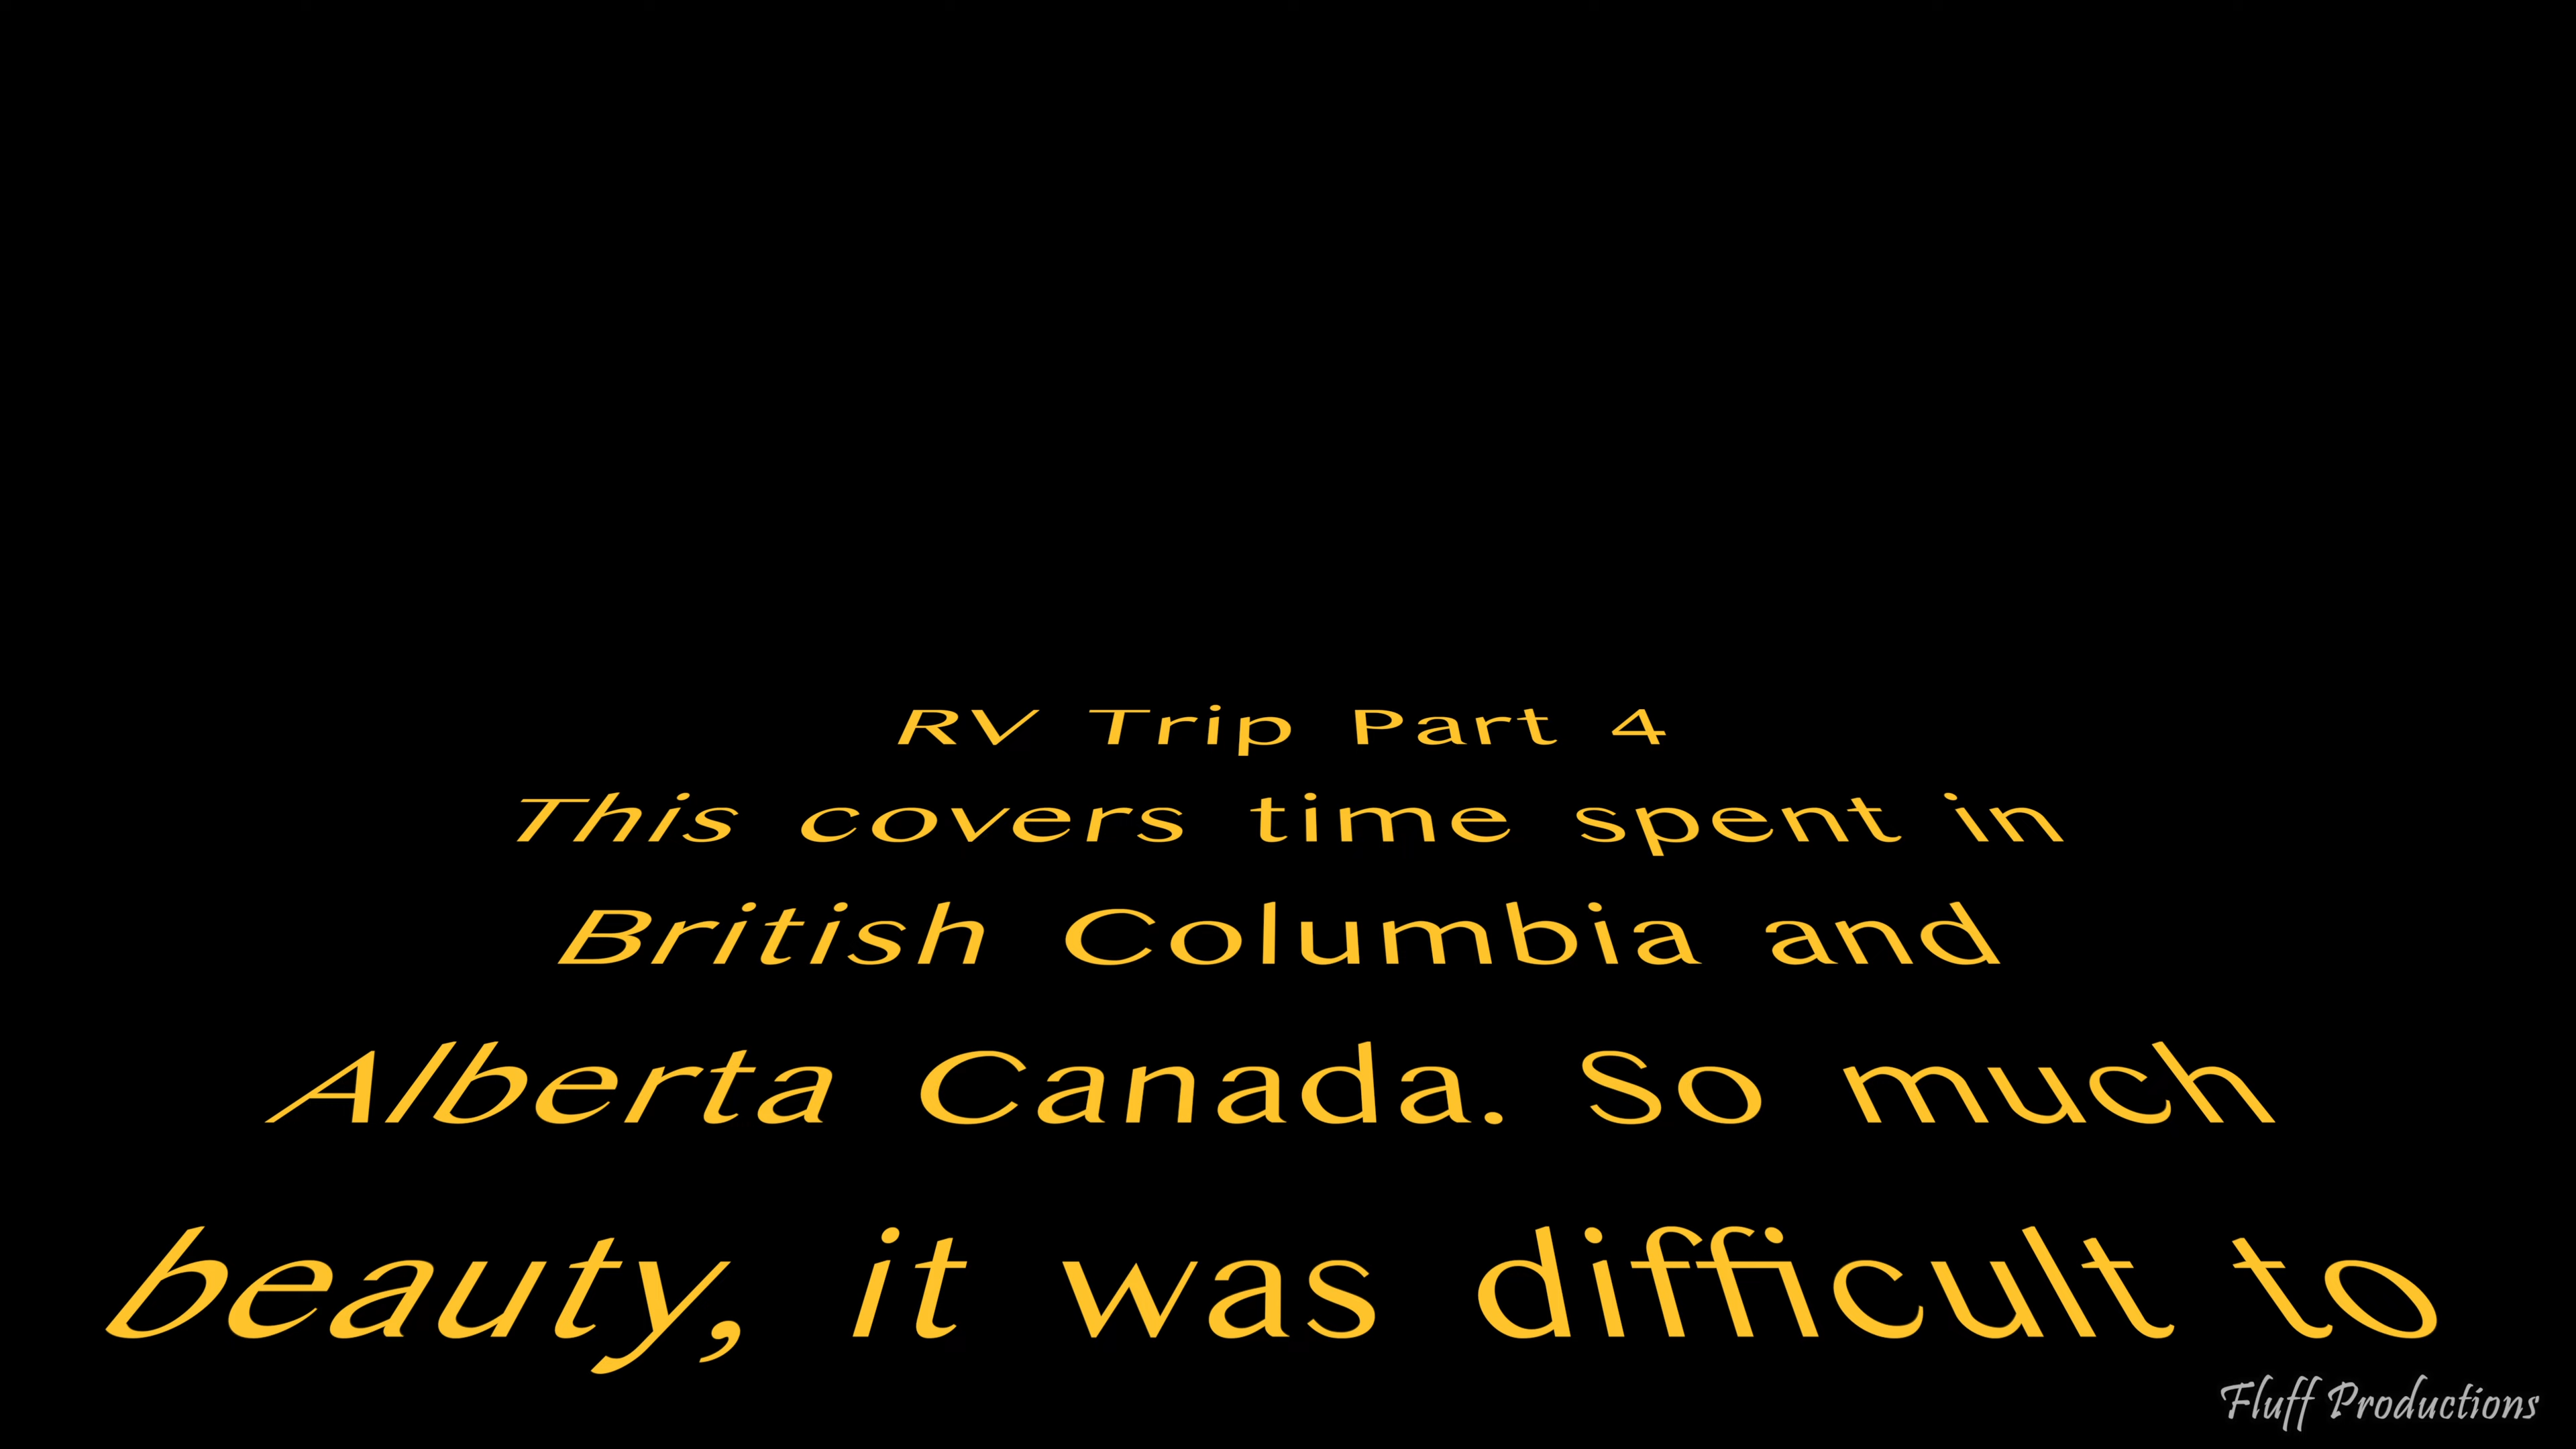 RV Trip Part 4
This covers time spent in
British Columbia and
Alberta Canada. So much
beauty, it was difficult to
Fluff Productions